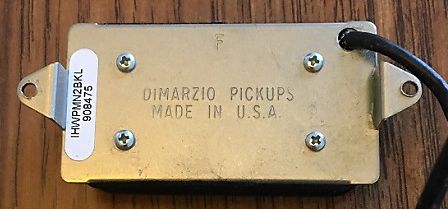 F
DIMARZIO PICKUPS
MADE IN U.S.A.
IHWPMN2BKL
908475